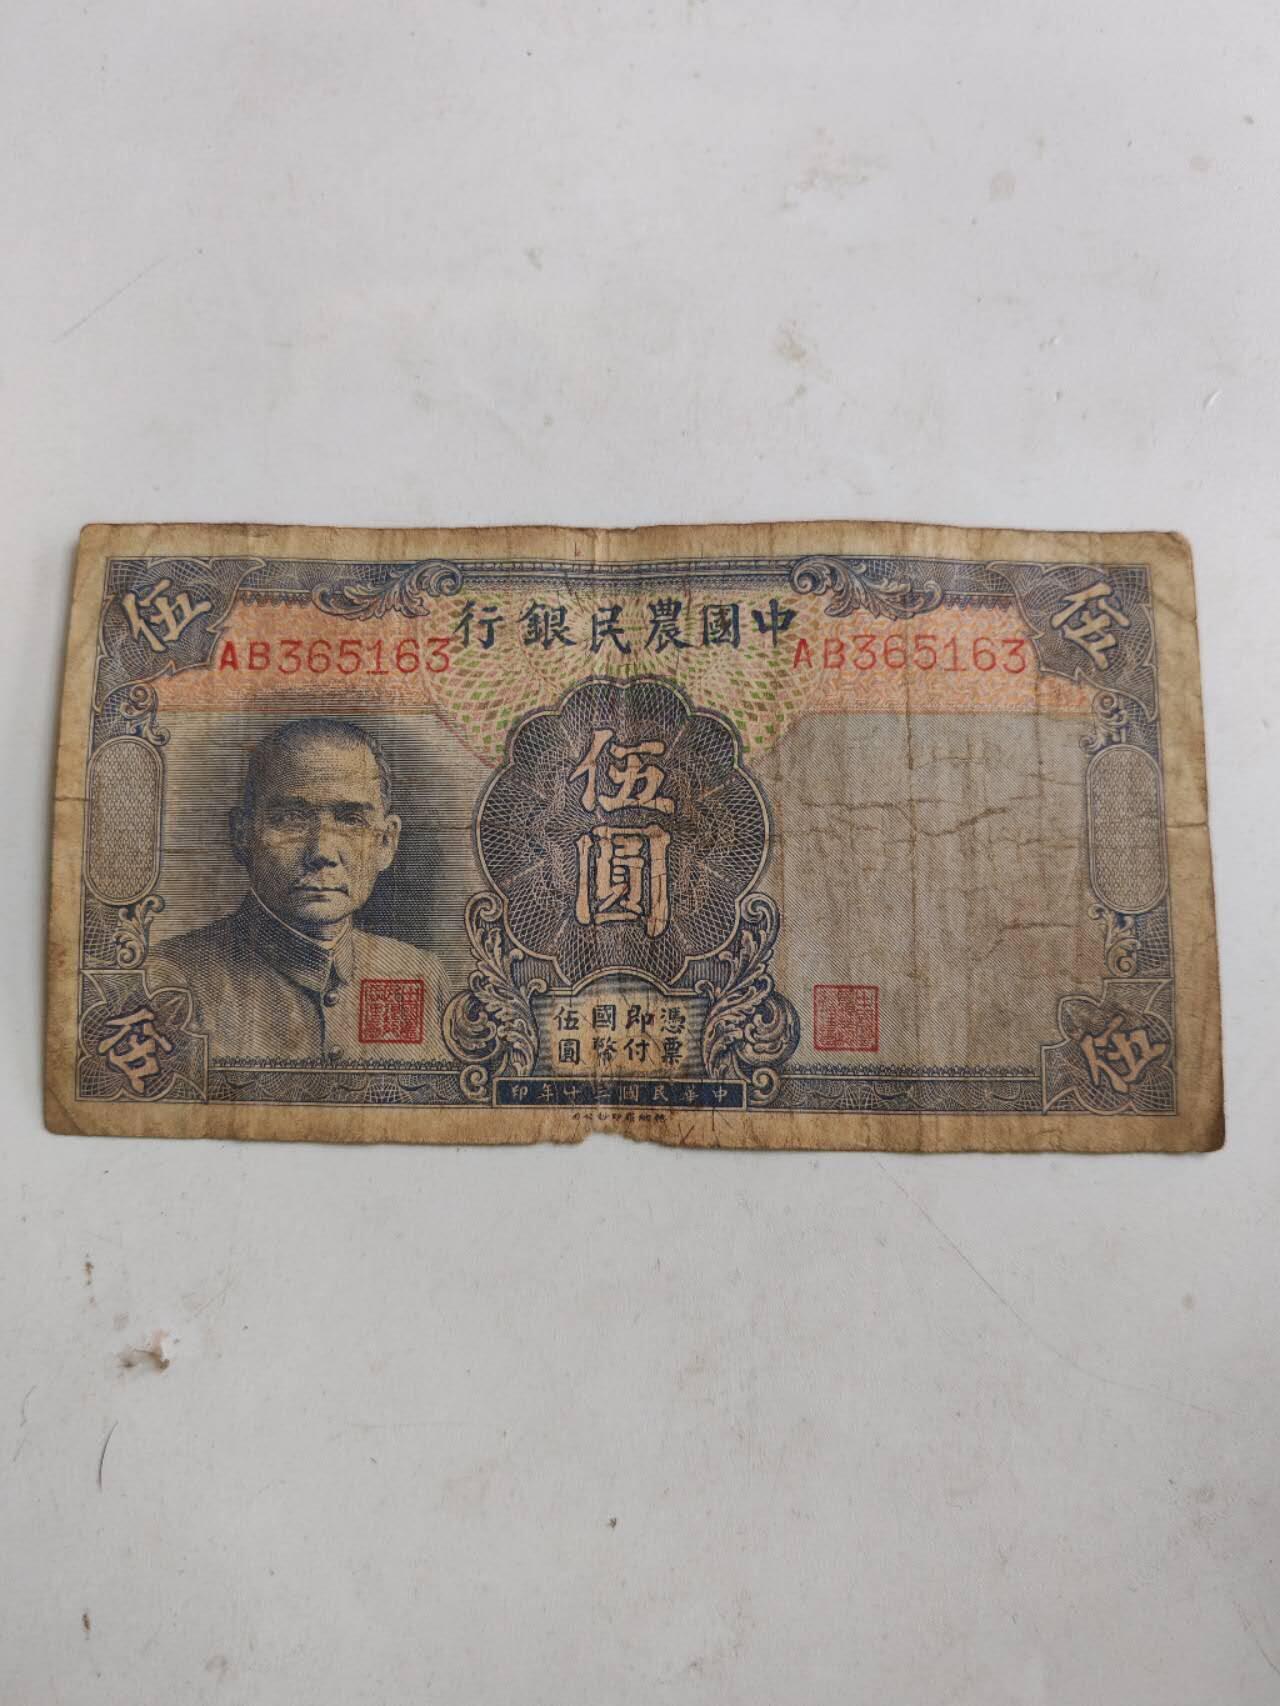 伍
伍
中國農民銀行
AB365163
AB365163
伍圓
憑票即付國幣伍圓
伍
伍
中華民國三十年印